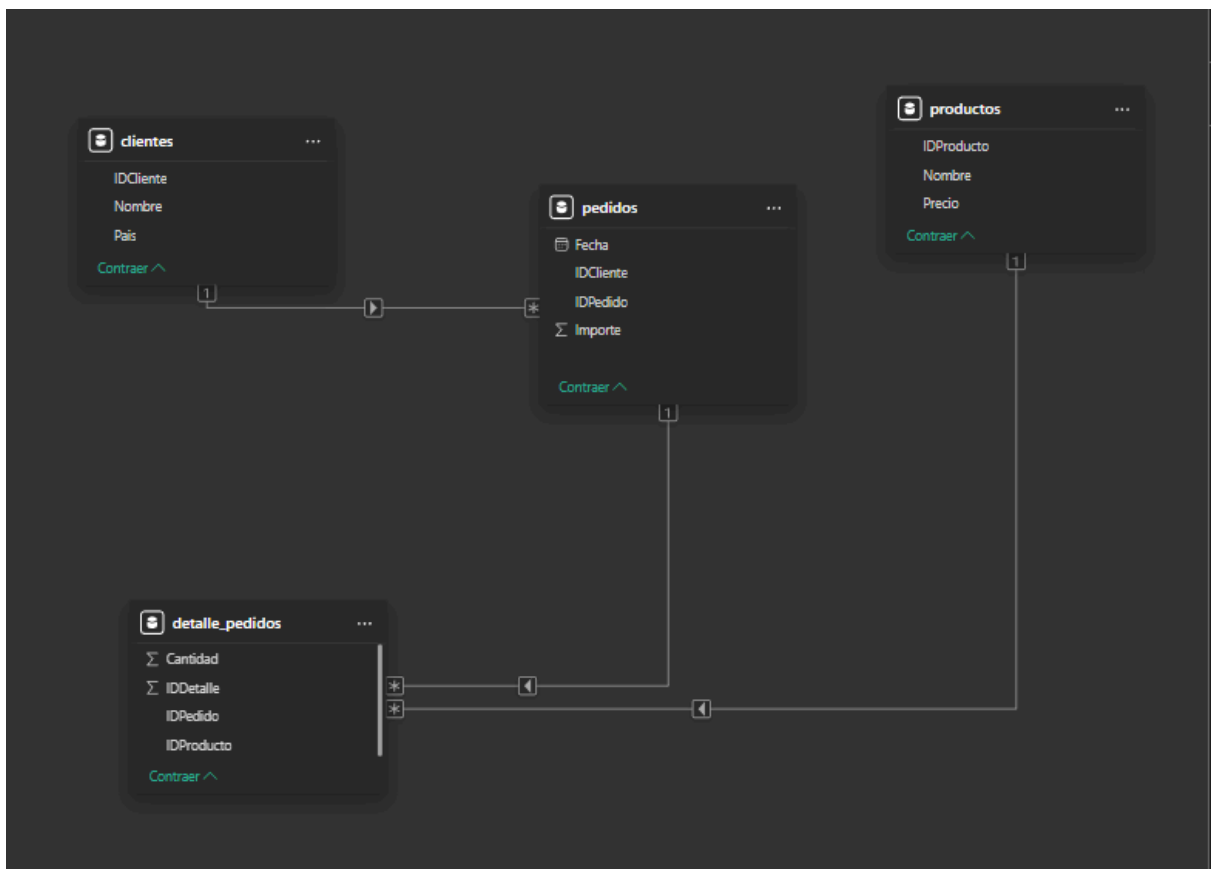 clientes
IDCliente
Nombre
Pais
Contraer
1
*
pedidos
Fecha
IDCliente
IDPedido
Σ Importe
Contraer
1
productos
IDProducto
Nombre
Precio
Contraer
1
detalle_pedidos
Σ Cantidad
Σ IDDetalle
IDPedido
IDProducto
Contraer
*
*